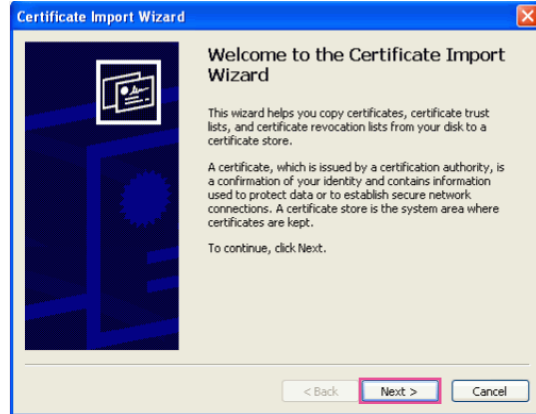 Certificate Import Wizard
Welcome to the Certificate Import
Wizard
This wizard helps you copy certificates, certificate trust
lists, and certificate revocation lists from your disk to a
certificate store.
A certificate, which is issued by a certification authority, is
a confirmation of your identity and contains information
used to protect data or to establish secure network
connections. A certificate store is the system area where
certificates are kept.
To continue, click Next.
< Back Next > Cancel